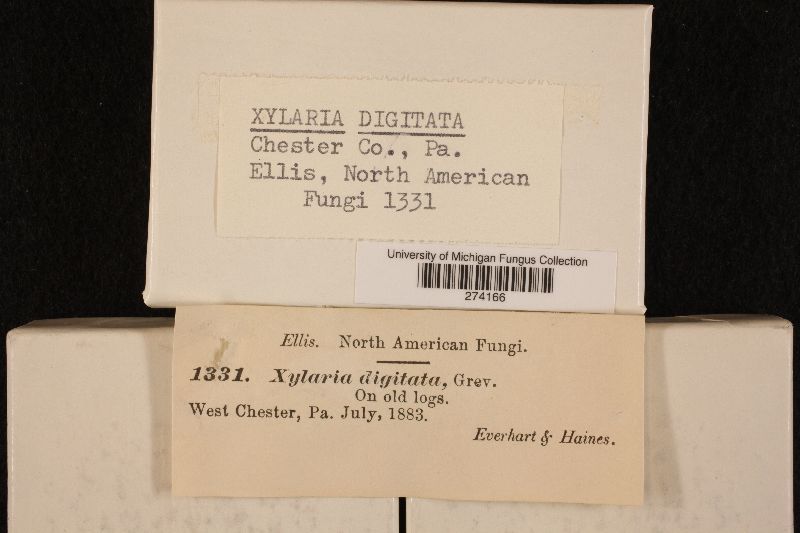 XYLARIA DIGITATA
Chester Co., Pa.
Ellis, North American
Fungi 1331
University of Michigan Fungus Collection
274166
Ellis. North American Fungi.
1331. Xylaria digitata, Grev.
On old logs.
West Chester, Pa. July, 1883.
Everhart & Haines.